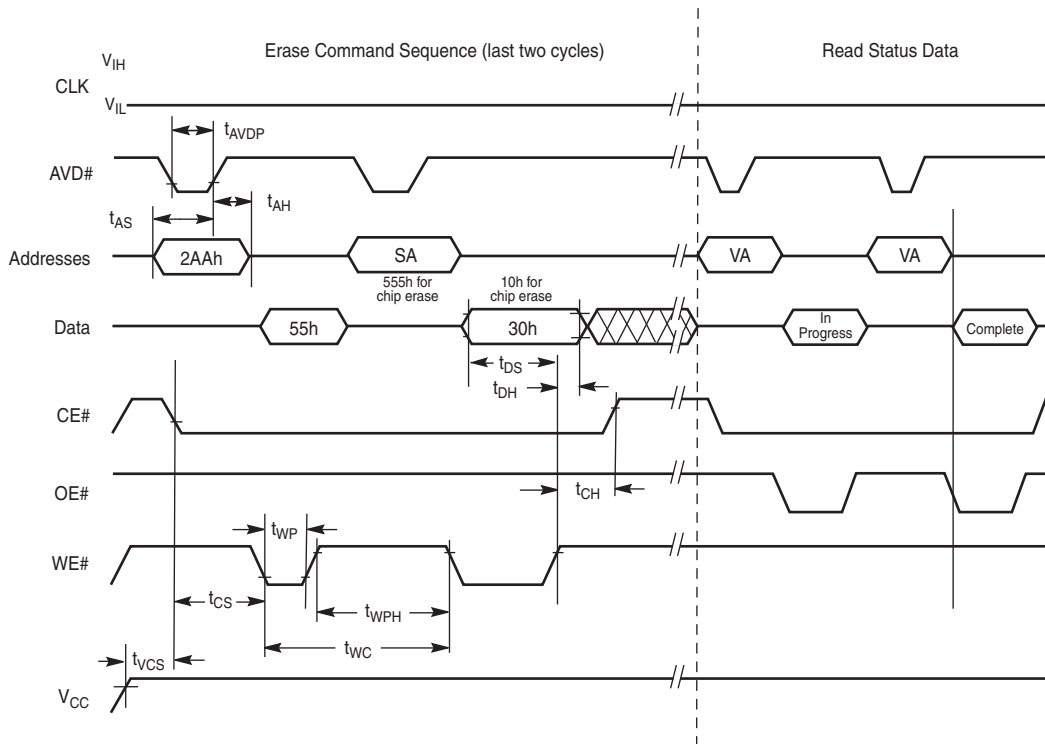 Erase Command Sequence (last two cycles)
Read Status Data
VIH
CLK
VIL
tAVDP
AVD#
tAH
tAS
Addresses
2AAh
SA
VA
VA
555h for
chip erase
10h for
chip erase
Data
55h
30h
In
Progress
Complete
tDS
tDH
CE#
OE#
tCH
tWP
WE#
tCS
tWPH
tWC
tVCS
VCC